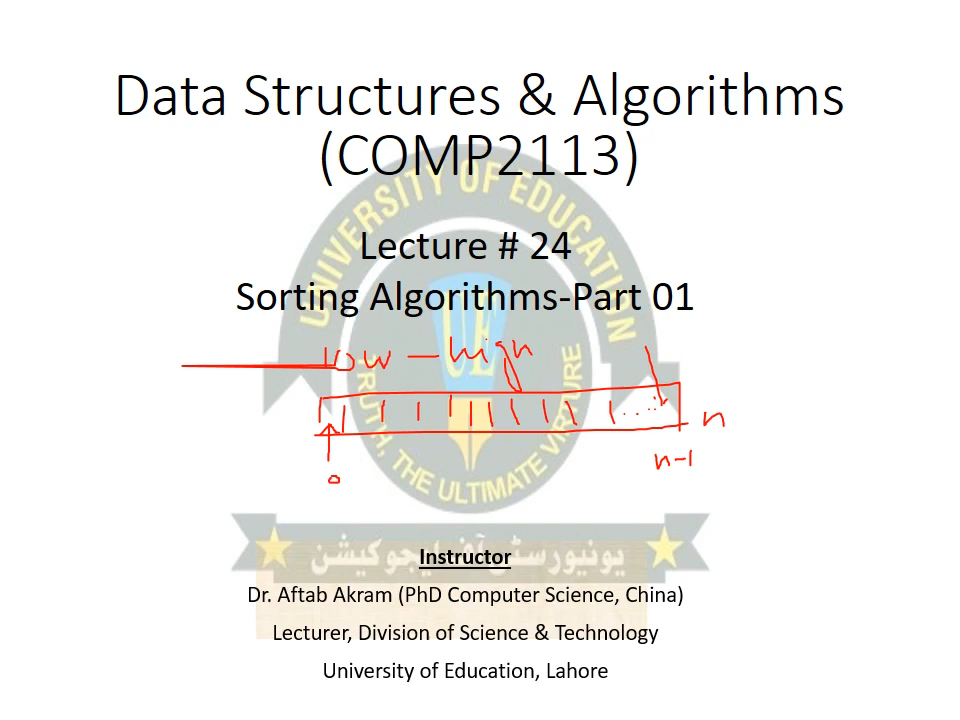 Data Structures & Algorithms
(COMP2113)
UNIVERSITY OF EDUCATION
Lecture # 24
Sorting Algorithms-Part 01
low - high
UE
TRUTH, THE ULTIMATE VIRTUE
n
n-1
0
یونیورسٹی آف ایجوکیشن
Instructor
Dr. Aftab Akram (PhD Computer Science, China)
Lecturer, Division of Science & Technology
University of Education, Lahore